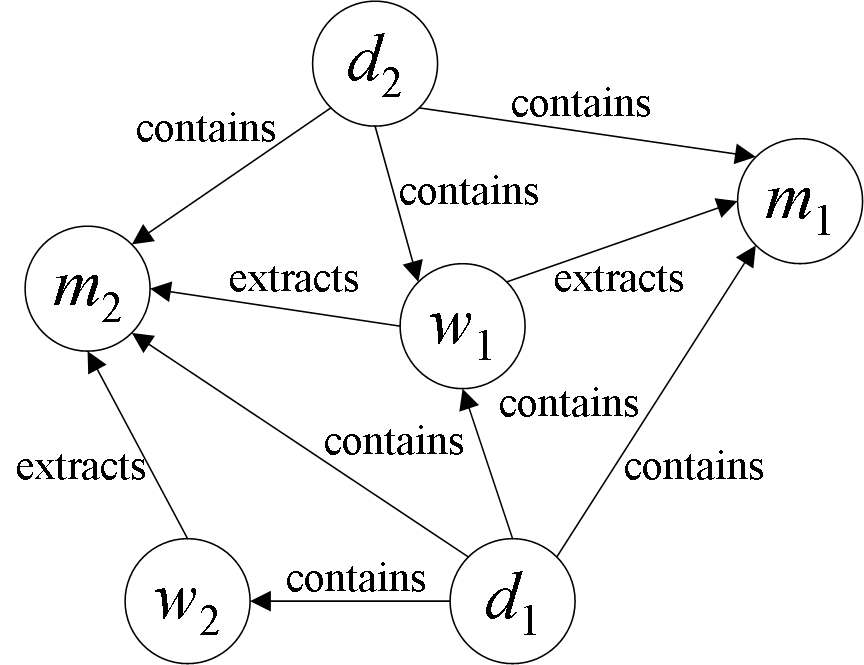 d2
contains
contains
contains
m1
m2
extracts
extracts
w1
contains
contains
extracts
contains
w2
contains
d1